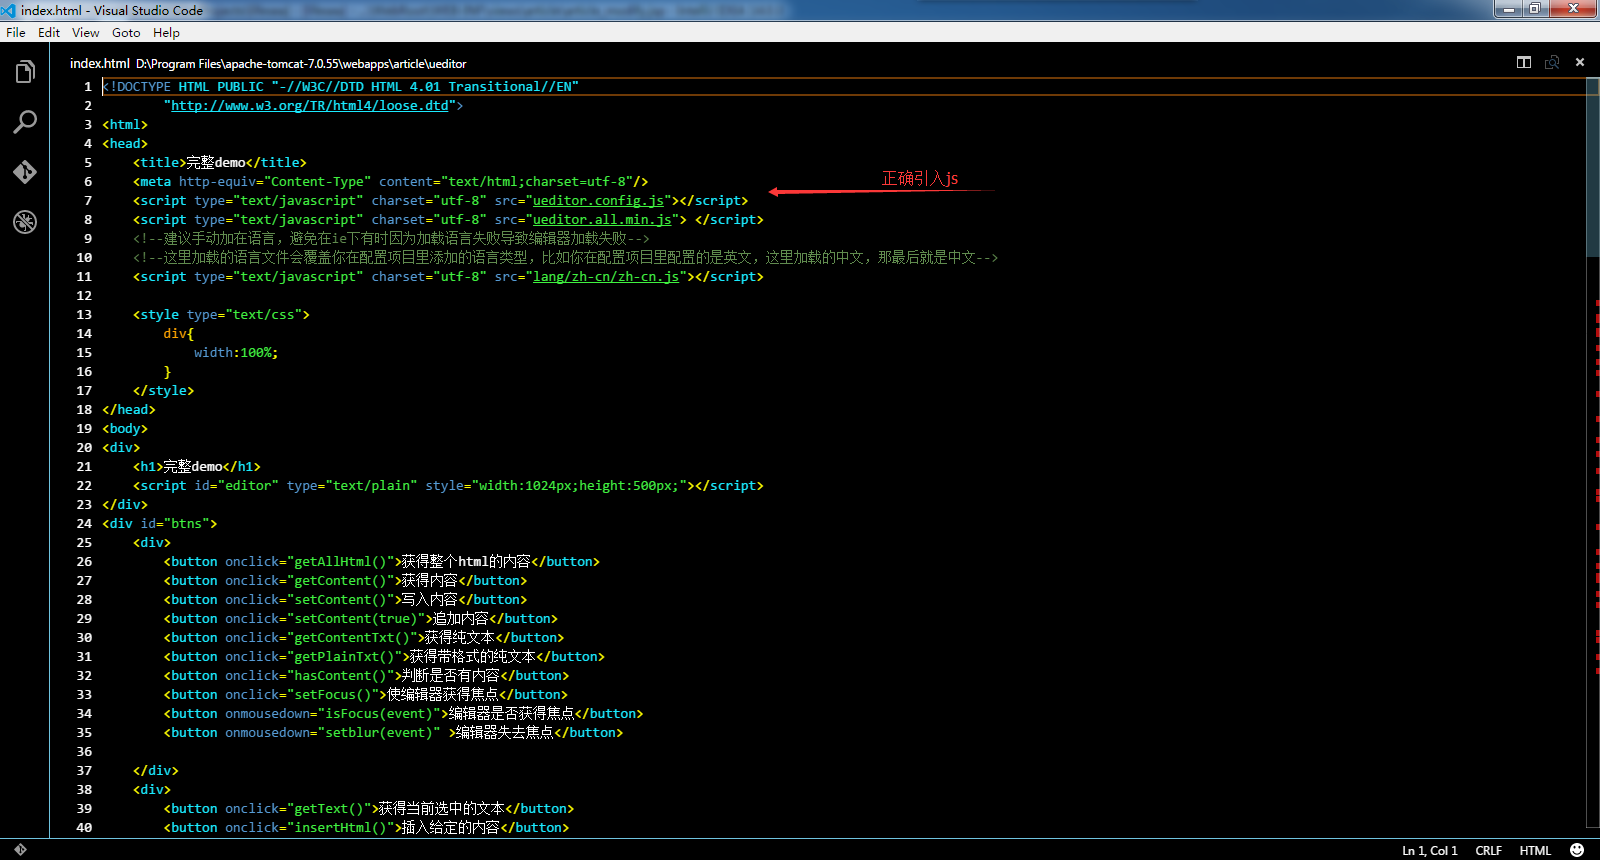 index.html - Visual Studio Code
File Edit View Goto Help
index.html D:\Program Files\apache-tomcat-7.0.55\webapps\article\ueditor
1 <!DOCTYPE HTML PUBLIC "-//W3C//DTD HTML 4.01 Transitional//EN"
2 "http://www.w3.org/TR/html4/loose.dtd">
3 <html>
4 <head>
5 <title>完整demo</title>
6 <meta http-equiv="Content-Type" content="text/html;charset=utf-8"/>
正确引入js
7 <script type="text/javascript" charset="utf-8" src="ueditor.config.js"></script>
8 <script type="text/javascript" charset="utf-8" src="ueditor.all.min.js"> </script>
9 <!--建议手动加在语言，避免在ie下有时因为加载语言失败导致编辑器加载失败-->
10 <!--这里加载的语言文件会覆盖你在配置项目里添加的语言类型，比如你在配置项目里配置的是英文，这里加载的中文，那最后就是中文-->
11 <script type="text/javascript" charset="utf-8" src="lang/zh-cn/zh-cn.js"></script>
12
13 <style type="text/css">
14 div{
15 width:100%;
16 }
17 </style>
18 </head>
19 <body>
20 <div>
21 <h1>完整demo</h1>
22 <script id="editor" type="text/plain" style="width:1024px;height:500px;"></script>
23 </div>
24 <div id="btns">
25 <div>
26 <button onclick="getAllHtml()">获得整个html的内容</button>
27 <button onclick="getContent()">获得内容</button>
28 <button onclick="setContent()">写入内容</button>
29 <button onclick="setContent(true)">追加内容</button>
30 <button onclick="getContentTxt()">获得纯文本</button>
31 <button onclick="getPlainTxt()">获得带格式的纯文本</button>
32 <button onclick="hasContent()">判断是否有内容</button>
33 <button onclick="setFocus()">使编辑器获得焦点</button>
34 <button onmousedown="isFocus(event)">编辑器是否获得焦点</button>
35 <button onmousedown="setblur(event)" >编辑器失去焦点</button>
36
37 </div>
38 <div>
39 <button onclick="getText()">获得当前选中的文本</button>
40 <button onclick="insertHtml()">插入给定的内容</button>
Ln 1, Col 1 CRLF HTML